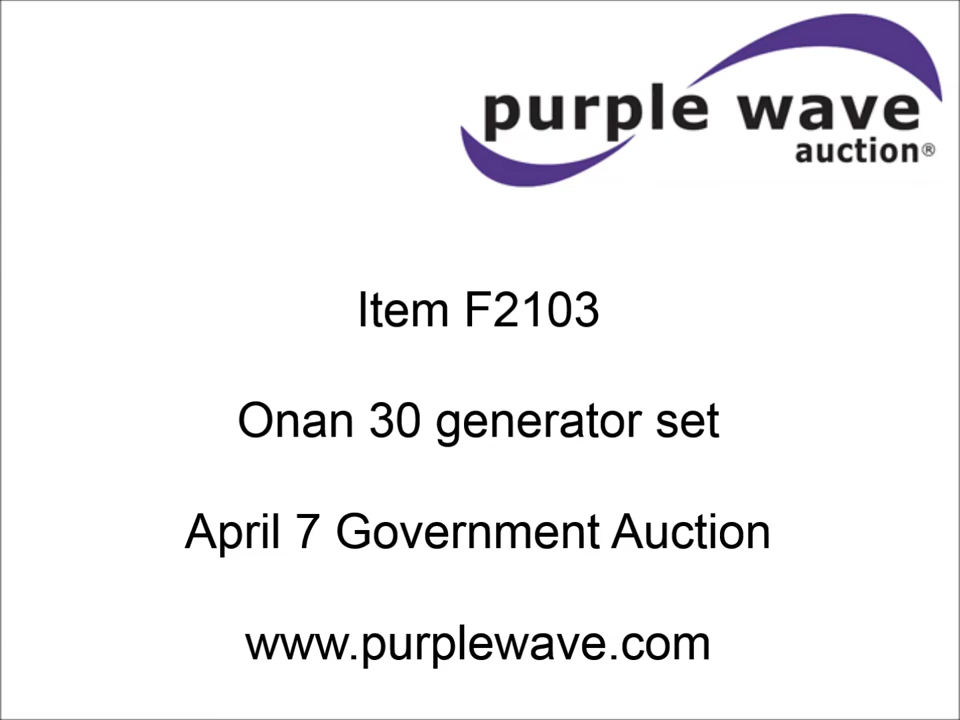 purple wave
auction®
Item F2103
Onan 30 generator set
April 7 Government Auction
www.purplewave.com